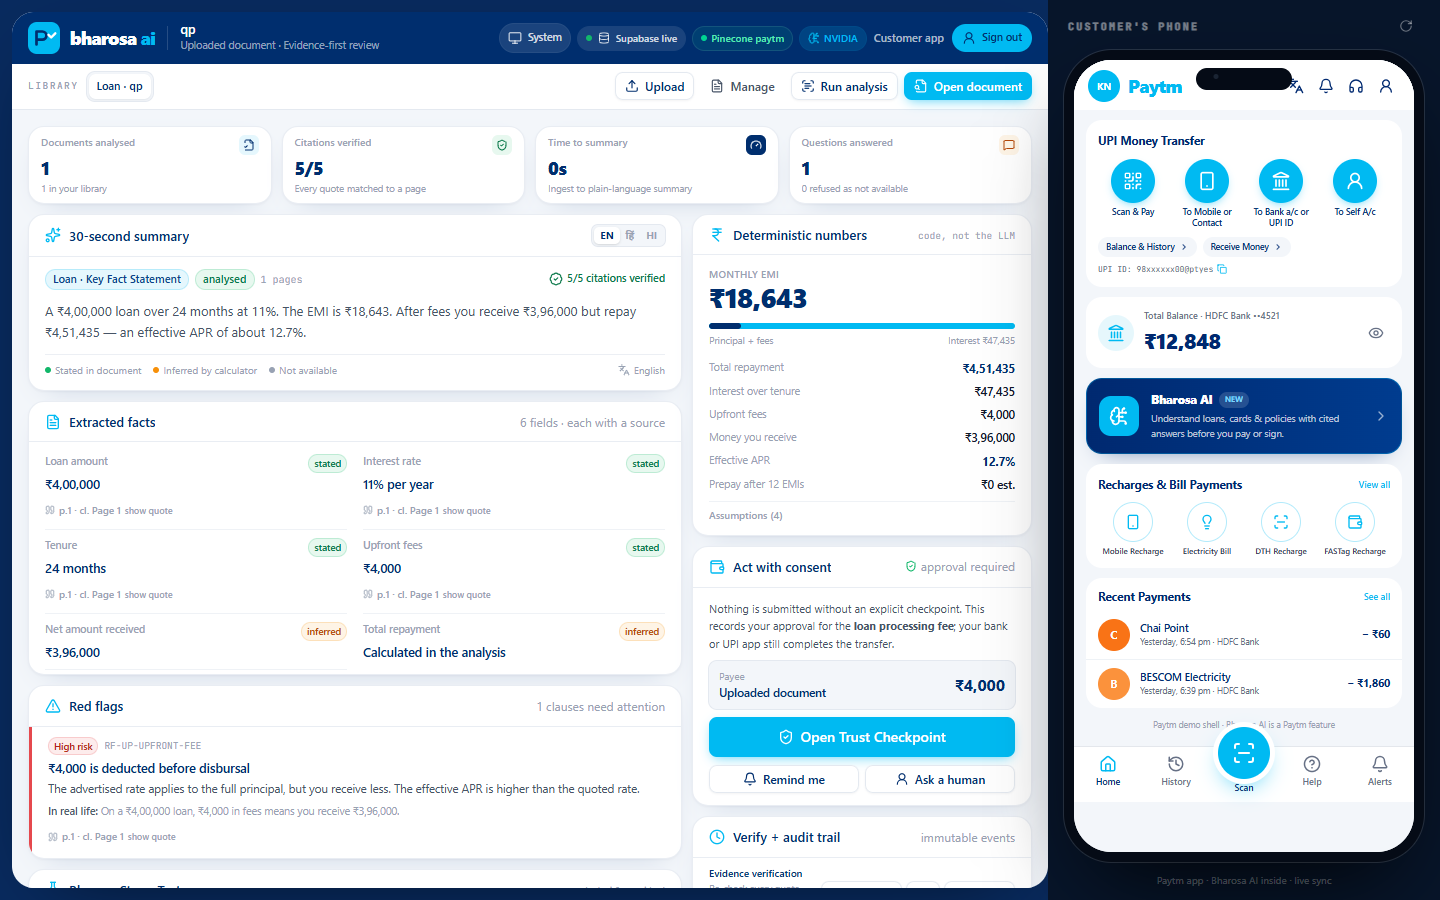 bharosa ai
qp
Uploaded document · Evidence-first review
System
Supabase live
Pinecone paytm
NVIDIA
Customer app
Sign out
LIBRARY
Loan · qp
Upload
Manage
Run analysis
Open document
Documents analysed
1
1 in your library
Citations verified
5/5
Every quote matched to a page
Time to summary
0s
Ingest to plain-language summary
Questions answered
1
0 refused as not available
30-second summary
EN हिं HI
Loan · Key Fact Statement
analysed
1 pages
5/5 citations verified
A ₹4,00,000 loan over 24 months at 11%. The EMI is ₹18,643. After fees you receive ₹3,96,000 but repay
₹4,51,435 — an effective APR of about 12.7%.
Stated in document
Inferred by calculator
Not available
English
Extracted facts
6 fields · each with a source
Loan amount
stated
₹4,00,000
p.1 · cl. Page 1 show quote
Interest rate
stated
11% per year
p.1 · cl. Page 1 show quote
Tenure
stated
24 months
p.1 · cl. Page 1 show quote
Upfront fees
stated
₹4,000
p.1 · cl. Page 1 show quote
Net amount received
inferred
₹3,96,000
Total repayment
inferred
Calculated in the analysis
Red flags
1 clauses need attention
High risk
RF-UP-UPFRONT-FEE
₹4,000 is deducted before disbursal
The advertised rate applies to the full principal, but you receive less. The effective APR is higher than the quoted rate.
In real life: On a ₹4,00,000 loan, ₹4,000 in fees means you receive ₹3,96,000.
p.1 · cl. Page 1 show quote
Deterministic numbers
code, not the LLM
MONTHLY EMI
₹18,643
Principal + fees
Interest ₹47,435
Total repayment
₹4,51,435
Interest over tenure
₹47,435
Upfront fees
₹4,000
Money you receive
₹3,96,000
Effective APR
12.7%
Prepay after 12 EMIs
₹0 est.
Assumptions (4)
Act with consent
approval required
Nothing is submitted without an explicit checkpoint. This
records your approval for the loan processing fee; your bank
or UPI app still completes the transfer.
Payee
Uploaded document
₹4,000
Open Trust Checkpoint
Remind me
Ask a human
Verify + audit trail
immutable events
Evidence verification
CUSTOMER'S PHONE
KN
Paytm
UPI Money Transfer
Scan & Pay
To Mobile or
Contact
To Bank a/c or
UPI ID
To Self A/c
Balance & History
Receive Money
UPI ID: 98xxxxxx00@ptyes
Total Balance · HDFC Bank ••4521
₹12,848
Bharosa AI
NEW
Understand loans, cards & policies with cited
answers before you pay or sign.
Recharges & Bill Payments
View all
Mobile Recharge
Electricity Bill
DTH Recharge
FASTag Recharge
Recent Payments
See all
C
Chai Point
Yesterday, 6:54 pm · HDFC Bank
− ₹60
B
BESCOM Electricity
Yesterday, 6:39 pm · HDFC Bank
− ₹1,860
Paytm demo shell · AI is a Paytm feature
Home
History
Scan
Help
Alerts
Paytm app · Bharosa AI inside · live sync